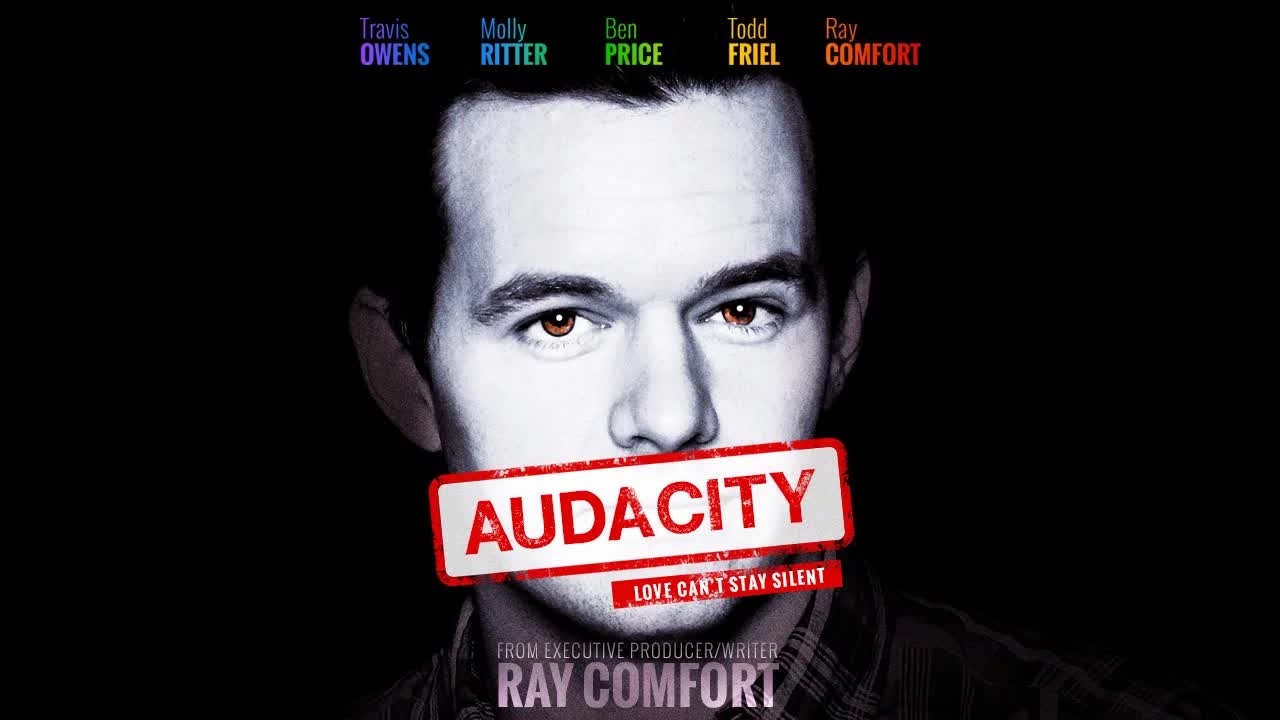 Travis Molly Ben Todd Ray
OWENS RITTER PRICE FRIEL COMFORT
AUDACITY
LOVE CAN'T STAY SILENT
FROM EXECUTIVE PRODUCER/WRITER
RAY COMFORT